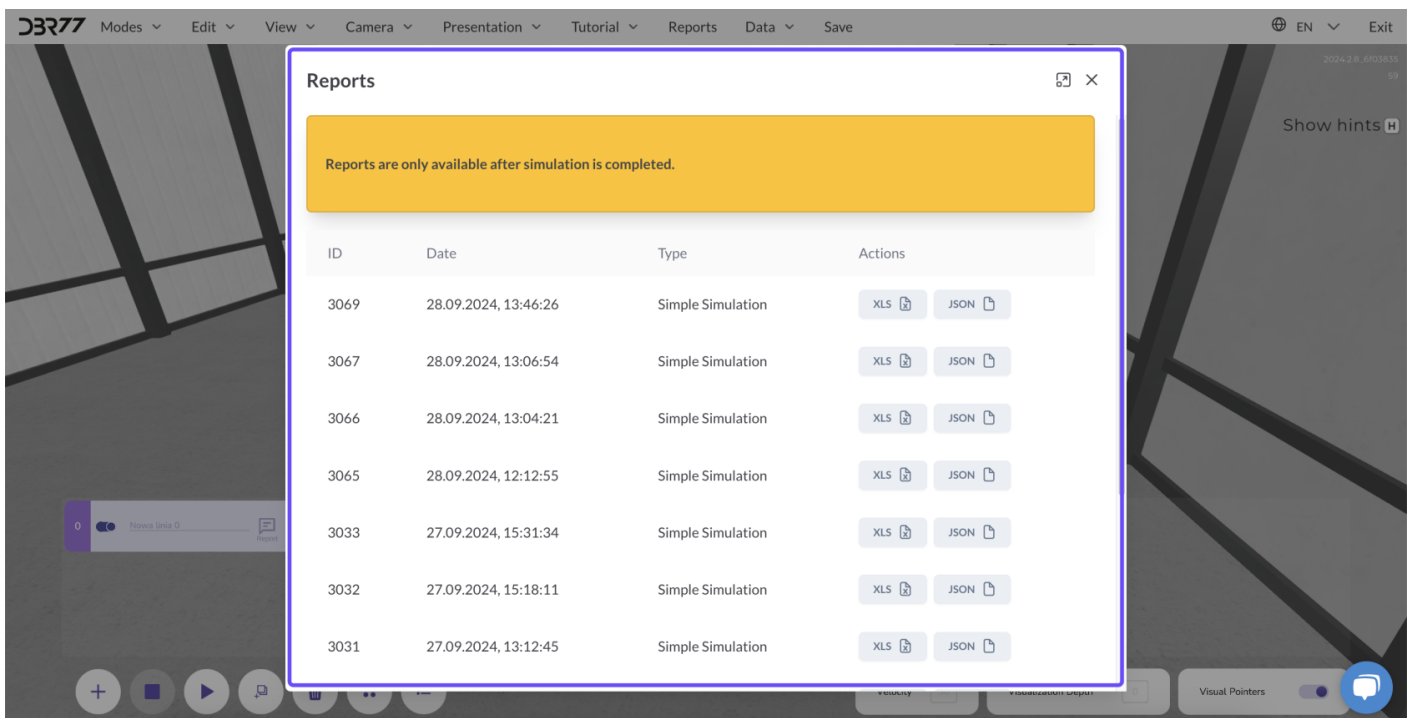 DBR77 Modes Edit View Camera Presentation Tutorial Reports Data Save EN Exit
2024.2.8_6f03835
59
Show hints H
Reports
Reports are only available after simulation is completed.
ID Date Type Actions
3069 28.09.2024, 13:46:26 Simple Simulation XLS JSON
3067 28.09.2024, 13:06:54 Simple Simulation XLS JSON
3066 28.09.2024, 13:04:21 Simple Simulation XLS JSON
3065 28.09.2024, 12:12:55 Simple Simulation XLS JSON
3033 27.09.2024, 15:31:34 Simple Simulation XLS JSON
3032 27.09.2024, 15:18:11 Simple Simulation XLS JSON
3031 27.09.2024, 13:12:45 Simple Simulation XLS JSON
0 Nowa linia 0 Report
Velocity Visualization Depth Visual Pointers